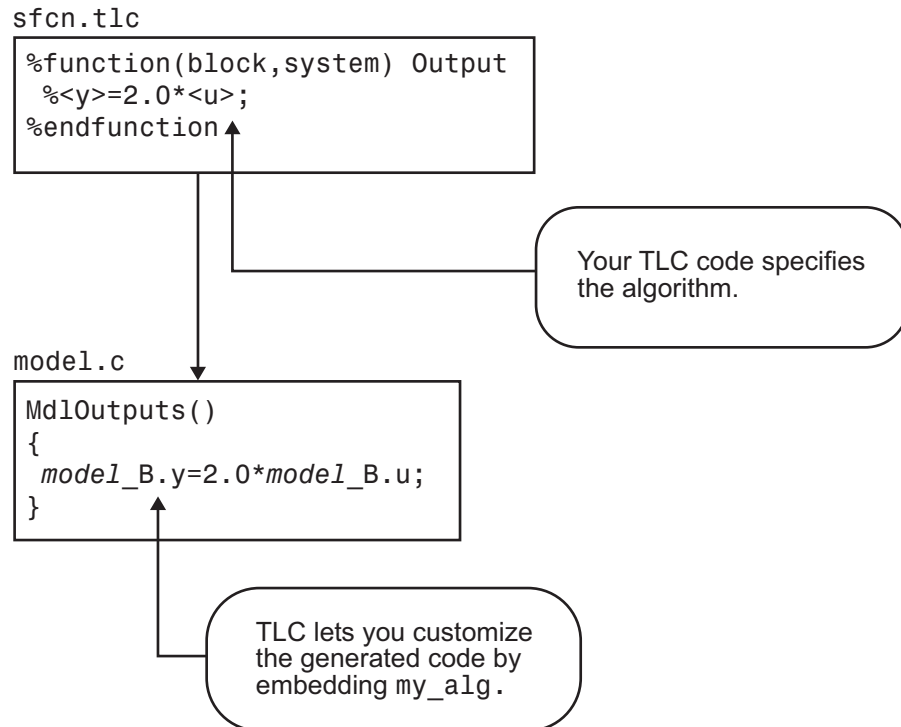 sfcn.tlc
%function(block,system) Output
%<y>=2.0*<u>;
%endfunction
Your TLC code specifies
the algorithm.
model.c
MdlOutputs()
{
model_B.y=2.0*model_B.u;
}
TLC lets you customize
the generated code by
embedding my_alg.